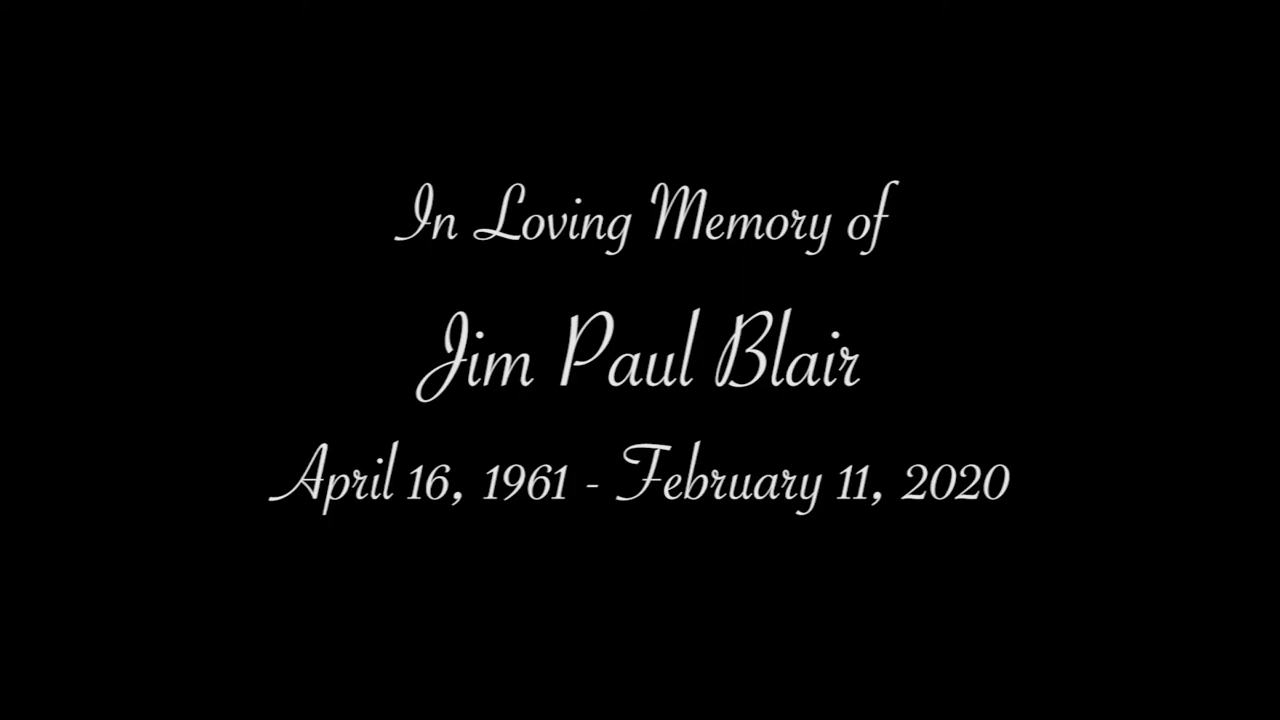 In Loving Memory of
Jim Paul Blair
April 16, 1961 - February 11, 2020